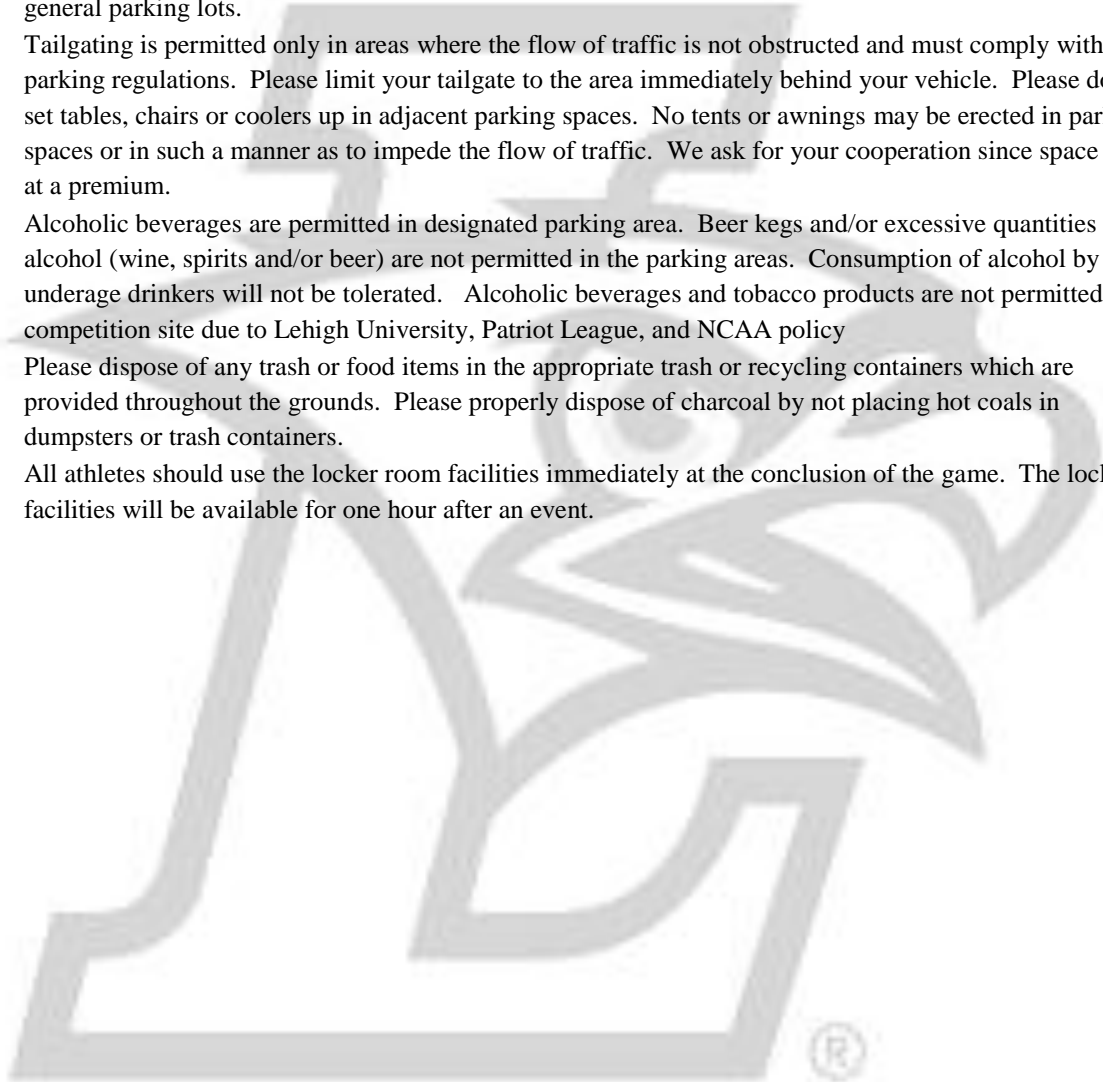 general parking lots.
Tailgating is permitted only in areas where the flow of traffic is not obstructed and must comply with
parking regulations. Please limit your tailgate to the area immediately behind your vehicle. Please
set tables, chairs or coolers up in adjacent parking spaces. No tents or awnings may be erected in
spaces or in such a manner as to impede the flow of traffic. We ask for your cooperation since space
at a premium.
Alcoholic beverages are permitted in designated parking area. Beer kegs and/or excessive quantities
alcohol (wine, spirits and/or beer) are not permitted in the parking areas. Consumption of alcohol by
underage drinkers will not be tolerated. Alcoholic beverages and tobacco products are not permitted
competition site due to Lehigh University, Patriot League, and NCAA policy
Please dispose of any trash or food items in the appropriate trash or recycling containers which are
provided throughout the grounds. Please properly dispose of charcoal by not placing hot coals in
dumpsters or trash containers.
All athletes should use the locker room facilities immediately at the conclusion of the game. The
facilities will be available for one hour after an event.
L
®